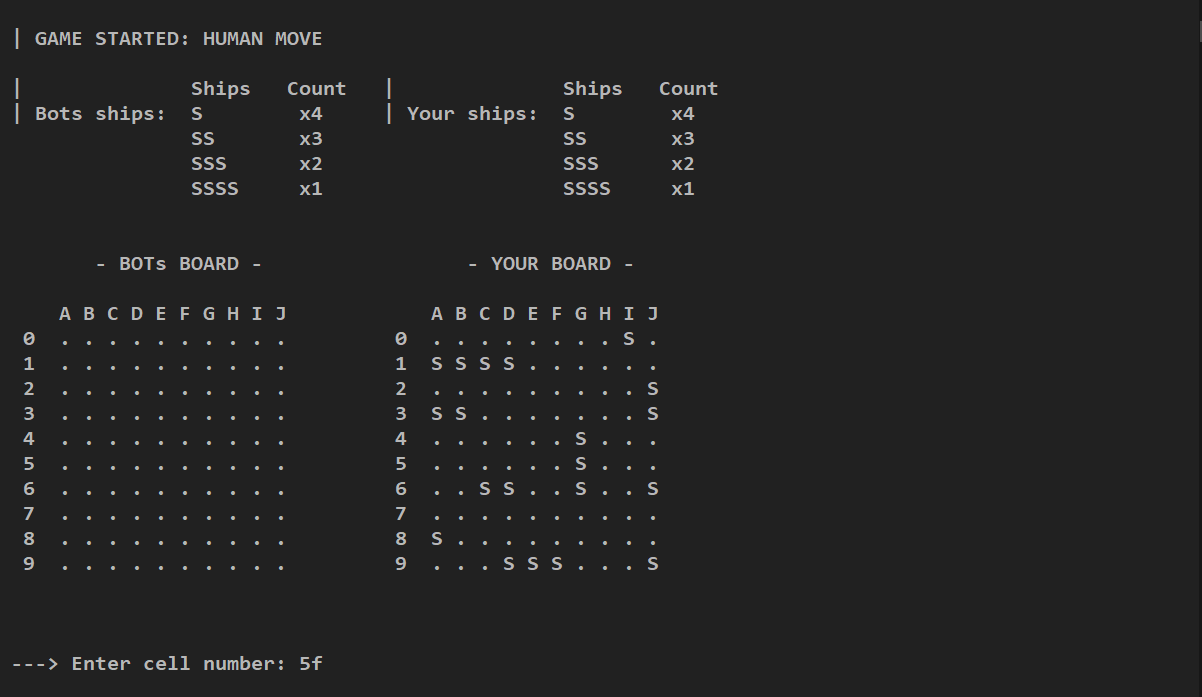 | GAME STARTED: HUMAN MOVE
|              Ships   Count   |              Ships   Count
| Bots ships:  S        x4     | Your ships:  S        x4
               SS       x3                    SS       x3
               SSS      x2                    SSS      x2
               SSSS     x1                    SSSS     x1
       - BOTs BOARD -                 - YOUR BOARD -
    A B C D E F G H I J            A B C D E F G H I J
 0  . . . . . . . . . .         0  . . . . . . . . S .
 1  . . . . . . . . . .         1  S S S S . . . . . .
 2  . . . . . . . . . .         2  . . . . . . . . . S
 3  . . . . . . . . . .         3  S S . . . . . . . S
 4  . . . . . . . . . .         4  . . . . . . S . . .
 5  . . . . . . . . . .         5  . . . . . . S . . .
 6  . . . . . . . . . .         6  . . S S . . S . . S
 7  . . . . . . . . . .         7  . . . . . . . . . .
 8  . . . . . . . . . .         8  S . . . . . . . . .
 9  . . . . . . . . . .         9  . . . S S S . . . S
---> Enter cell number: 5f